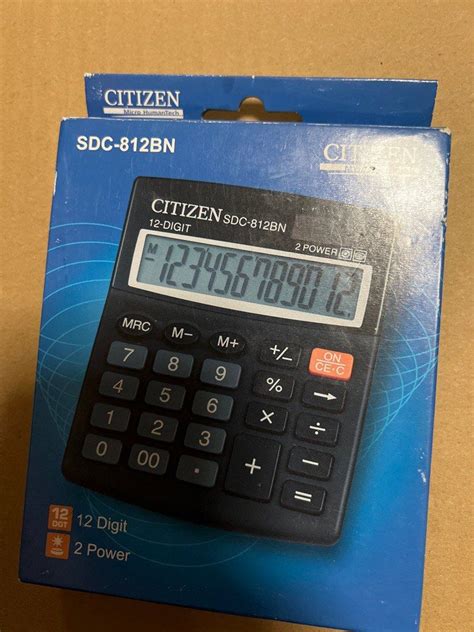 CITIZEN
Micro HumanTech
SDC-812BN
CITIZEN
CITIZEN SDC-812BN
12-DIGIT
2 POWER
M
-123456789012.
MRC M- M+ +/- ON
CE·C
7 8 9 % →
4 5 6 × ÷
1 2 3 + −
0 00 · =
12 DGT 12 Digit
2 Power